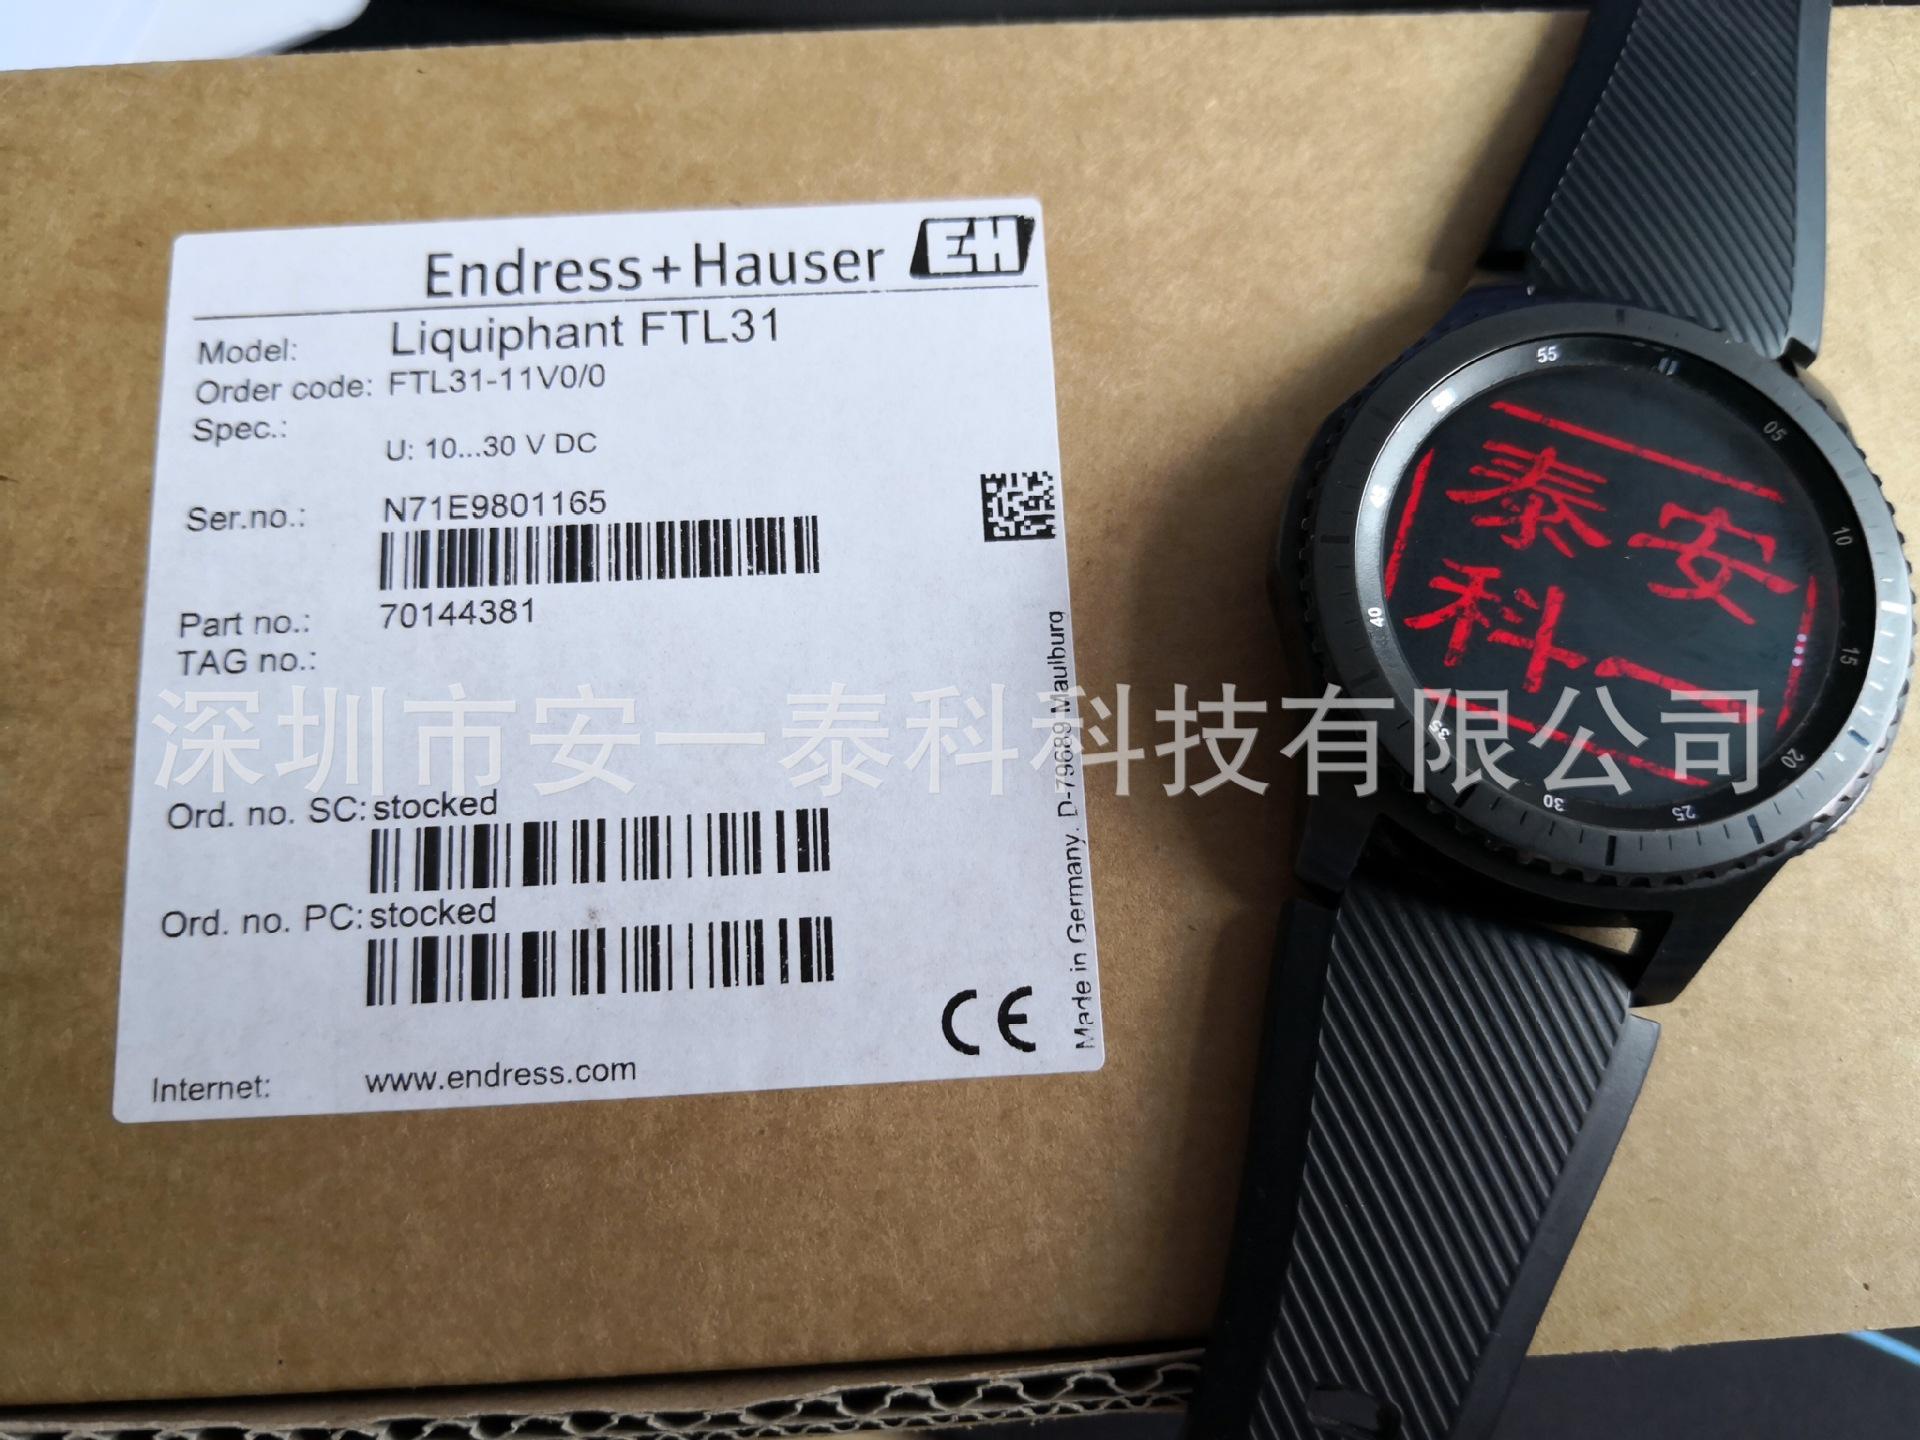 Endress+Hauser EH
Model: Liquiphant FTL31
Order code: FTL31-11V0/0
Spec.:
U: 10...30 V DC
Ser.no.: N71E9801165
Part no.: 70144381
TAG no.:
Ord. no. SC: stocked
Ord. no. PC: stocked
Internet: www.endress.com
CE
Made in Germany. D-79689 Maulburg
深圳市安一泰科科技有限公司
安一
泰科
55
05
10
15
20
25
30
35
40
45
50